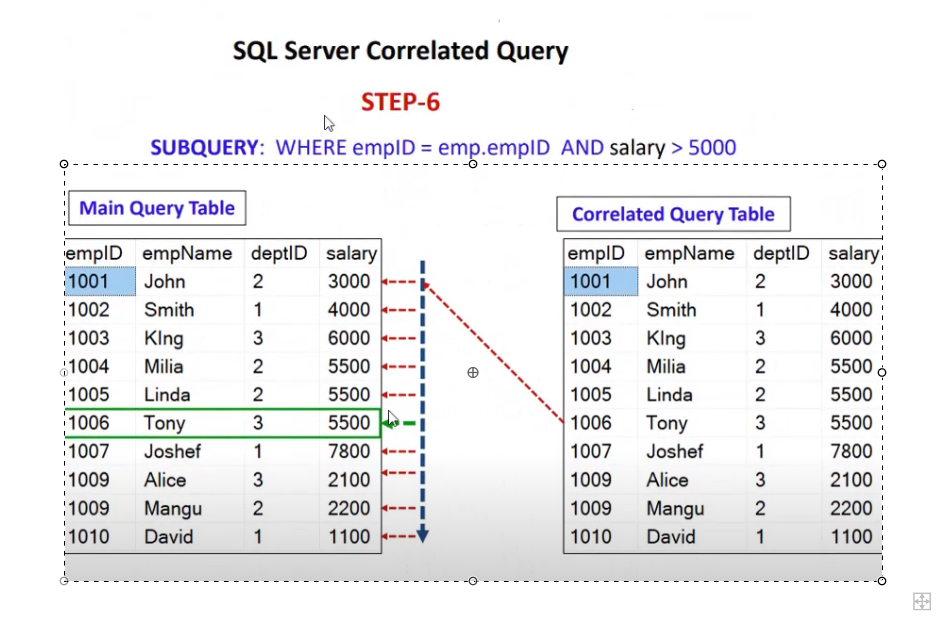 SQL Server Correlated Query
STEP-6
SUBQUERY: WHERE empID = emp.empID AND salary > 5000
Main Query Table
empID empName deptID salary
1001 John 2 3000
1002 Smith 1 4000
1003 KIng 3 6000
1004 Milia 2 5500
1005 Linda 2 5500
1006 Tony 3 5500
1007 Joshef 1 7800
1009 Alice 3 2100
1009 Mangu 2 2200
1010 David 1 1100
Correlated Query Table
empID empName deptID salary
1001 John 2 3000
1002 Smith 1 4000
1003 KIng 3 6000
1004 Milia 2 5500
1005 Linda 2 5500
1006 Tony 3 5500
1007 Joshef 1 7800
1009 Alice 3 2100
1009 Mangu 2 2200
1010 David 1 1100